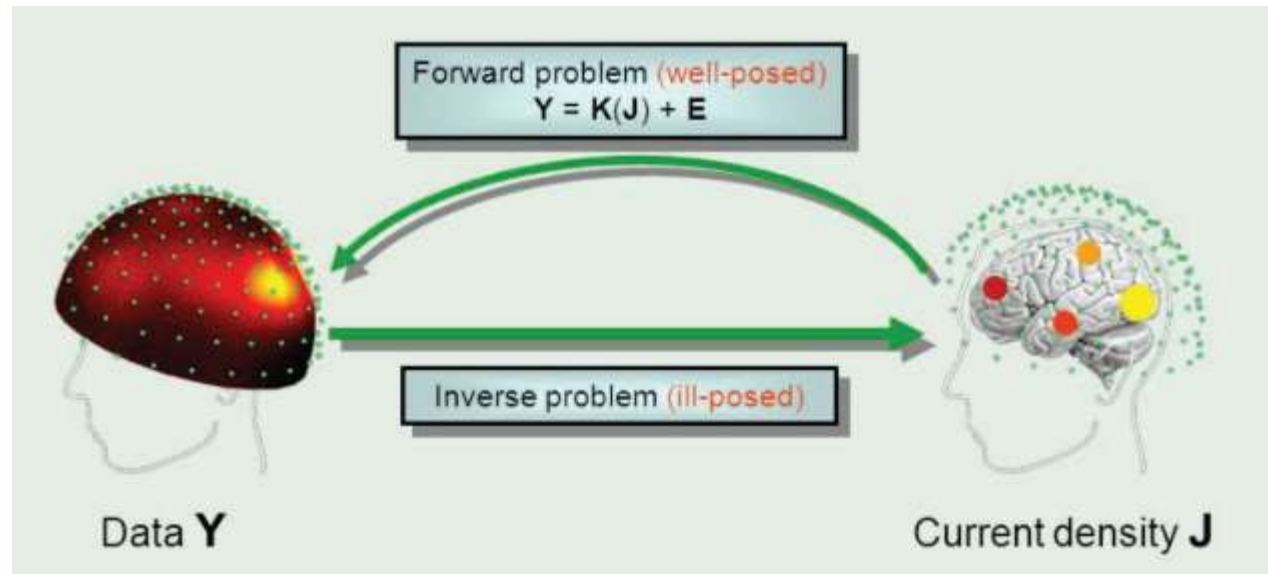 Forward problem (well-posed)
Y = K(J) + E
Inverse problem (ill-posed)
Data Y
Current density J